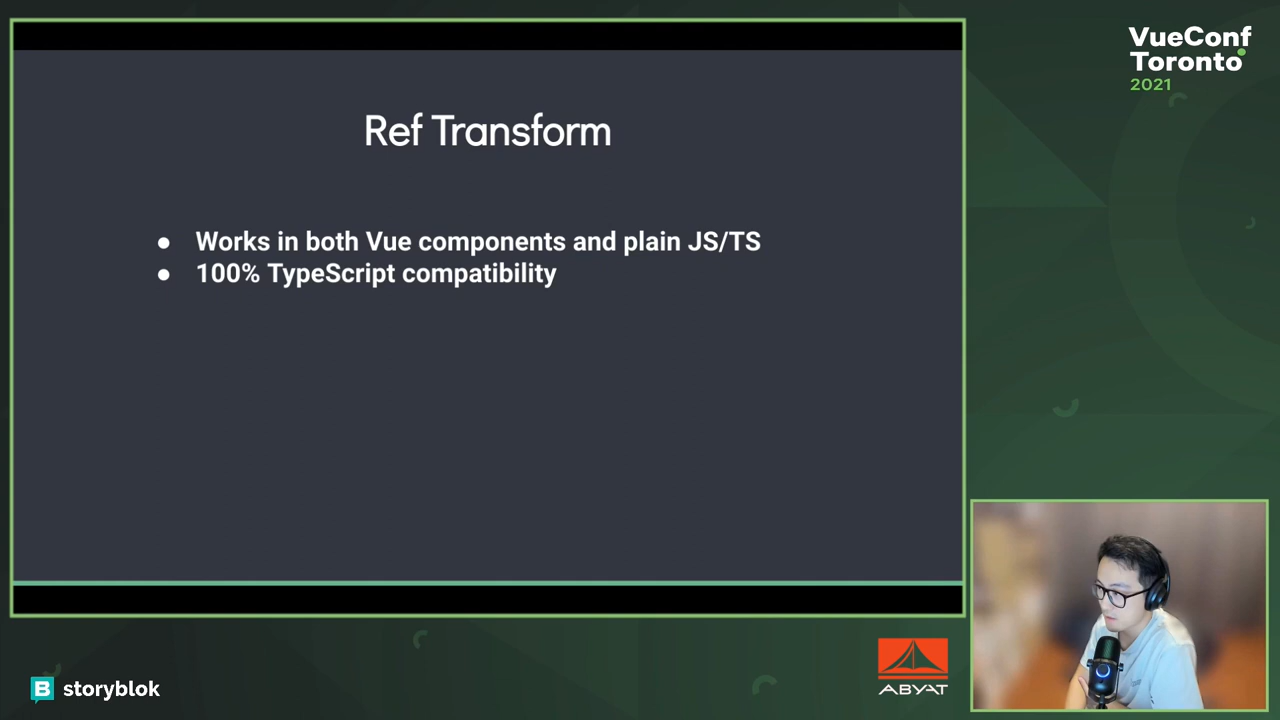 Ref Transform
● Works in both Vue components and plain JS/TS
● 100% TypeScript compatibility
VueConf
Toronto
2021
B storyblok
ABYAT